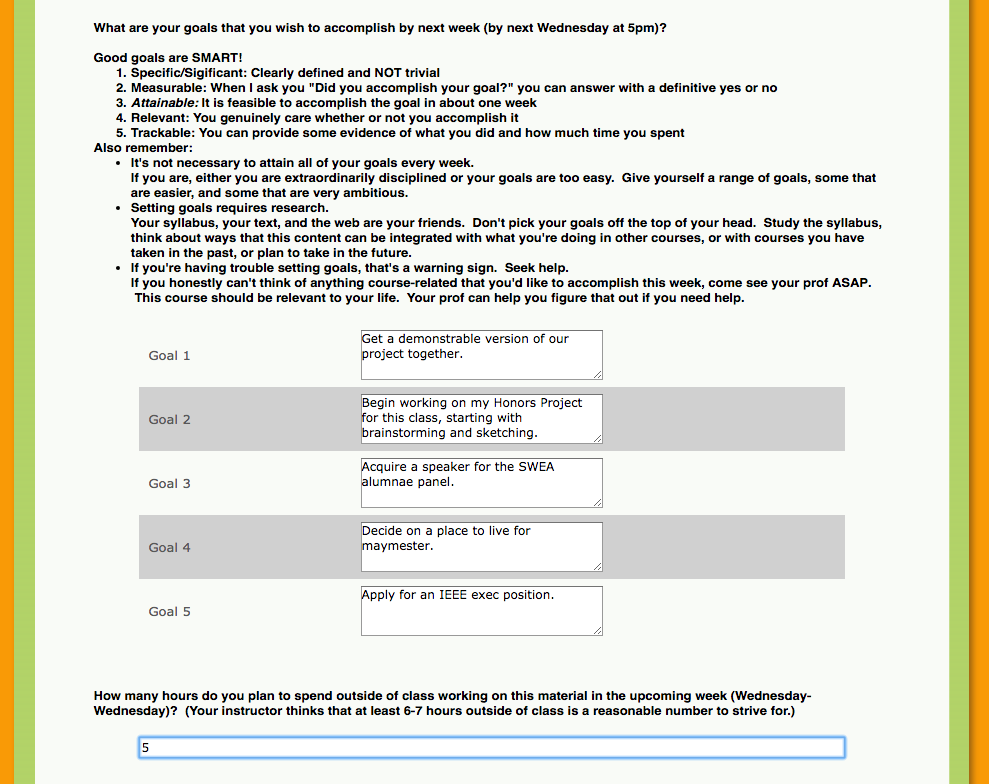 What are your goals that you wish to accomplish by next week (by next Wednesday at 5pm)?
Good goals are SMART!
1. Specific/Sigificant: Clearly defined and NOT trivial
2. Measurable: When I ask you "Did you accomplish your goal?" you can answer with a definitive yes or no
3. Attainable: It is feasible to accomplish the goal in about one week
4. Relevant: You genuinely care whether or not you accomplish it
5. Trackable: You can provide some evidence of what you did and how much time you spent
Also remember:
• It's not necessary to attain all of your goals every week.
If you are, either you are extraordinarily disciplined or your goals are too easy.  Give yourself a range of goals, some that
are easier, and some that are very ambitious.
• Setting goals requires research.
Your syllabus, your text, and the web are your friends.  Don't pick your goals off the top of your head.  Study the syllabus,
think about ways that this content can be integrated with what you're doing in other courses, or with courses you have
taken in the past, or plan to take in the future.
• If you're having trouble setting goals, that's a warning sign.  Seek help.
If you honestly can't think of anything course-related that you'd like to accomplish this week, come see your prof ASAP.
This course should be relevant to your life.  Your prof can help you figure that out if you need help.
Goal 1
Get a demonstrable version of our
project together.
Goal 2
Begin working on my Honors Project
for this class, starting with
brainstorming and sketching.
Goal 3
Acquire a speaker for the SWEA
alumnae panel.
Goal 4
Decide on a place to live for
maymester.
Goal 5
Apply for an IEEE exec position.
How many hours do you plan to spend outside of class working on this material in the upcoming week (Wednesday-
Wednesday)?  (Your instructor thinks that at least 6-7 hours outside of class is a reasonable number to strive for.)
5